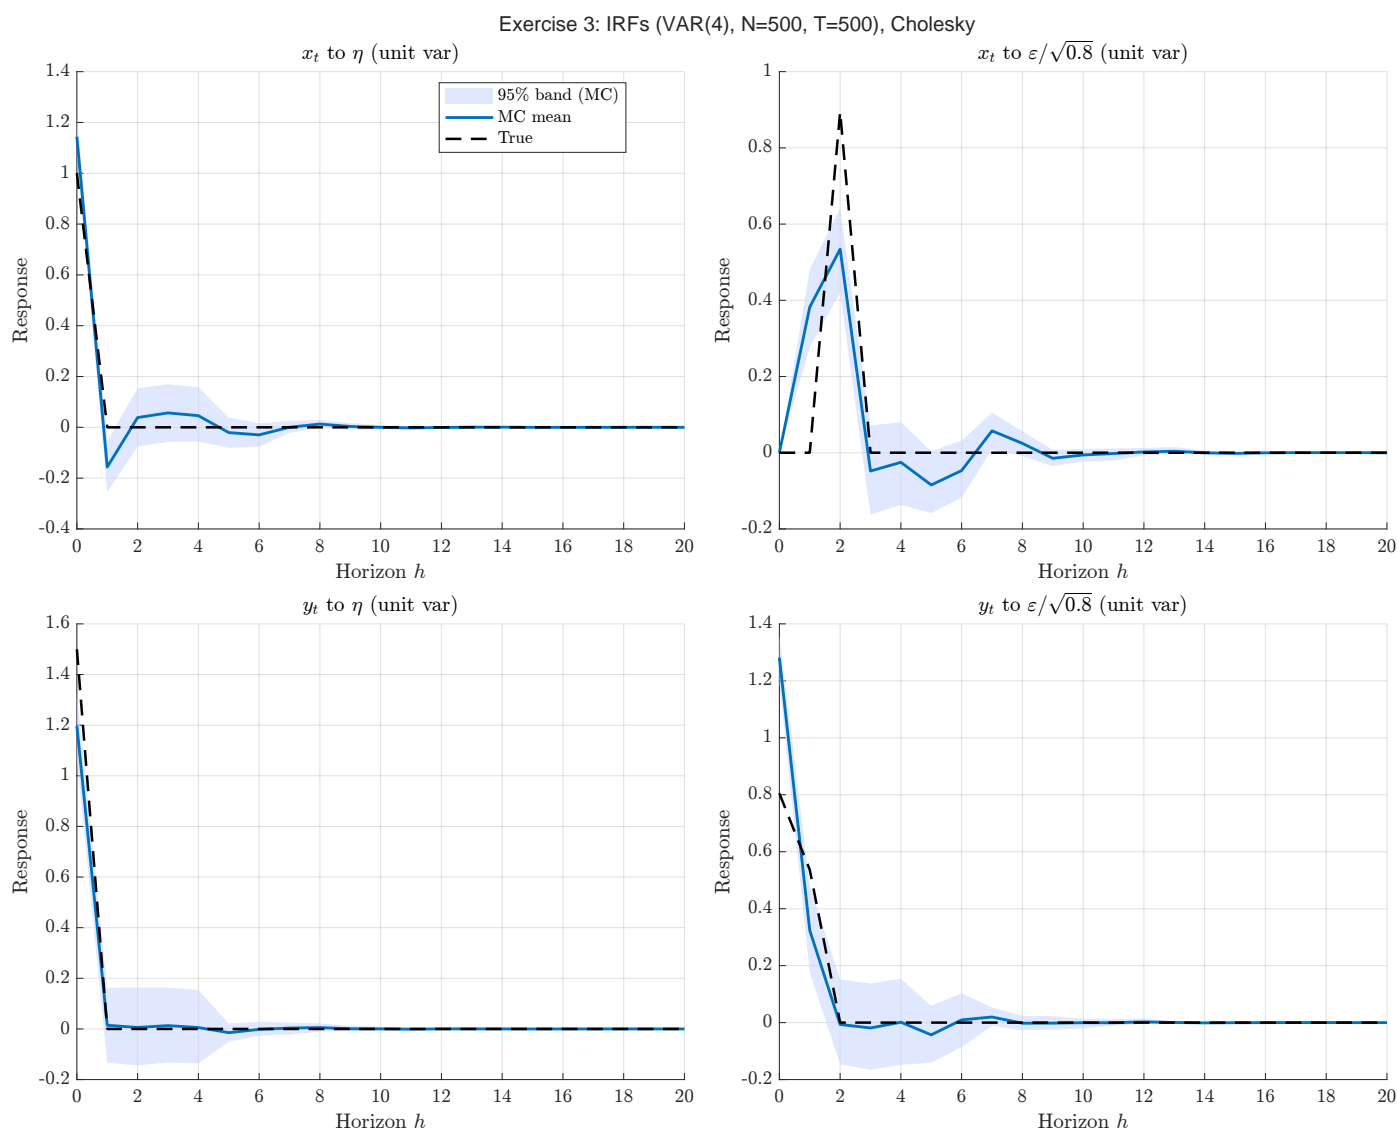 Exercise 3: IRFs (VAR(4), N=500, T=500), Cholesky
x_t to η (unit var)
1.4
1.2
1
0.8
0.6
0.4
0.2
0
-0.2
-0.4
Response
95% band (MC)
MC mean
True
0 2 4 6 8 10 12 14 16 18 20
Horizon h
x_t to ε/√0.8 (unit var)
1
0.8
0.6
0.4
0.2
0
-0.2
Response
0 2 4 6 8 10 12 14 16 18 20
Horizon h
y_t to η (unit var)
1.6
1.4
1.2
1
0.8
0.6
0.4
0.2
0
-0.2
Response
0 2 4 6 8 10 12 14 16 18 20
Horizon h
y_t to ε/√0.8 (unit var)
1.4
1.2
1
0.8
0.6
0.4
0.2
0
-0.2
Response
0 2 4 6 8 10 12 14 16 18 20
Horizon h